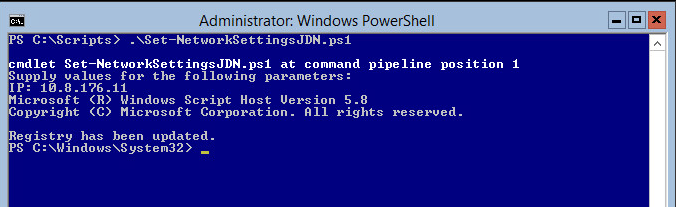 Administrator: Windows PowerShell
PS C:\Scripts> .\Set-NetworkSettingsJDN.ps1
cmdlet Set-NetworkSettingsJDN.ps1 at command pipeline position 1
Supply values for the following parameters:
IP: 10.8.176.11
Microsoft (R) Windows Script Host Version 5.8
Copyright (C) Microsoft Corporation. All rights reserved.
Registry has been updated.
PS C:\Windows\System32> _